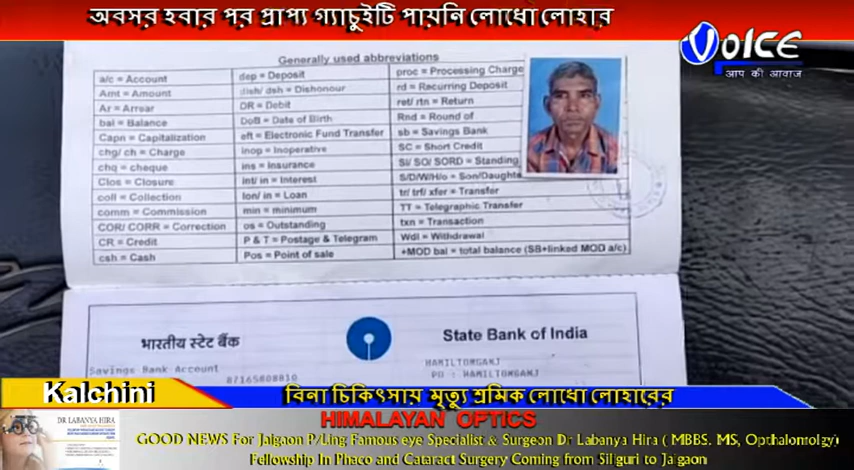 অবসর হবার পর প্রাপ্য গ্যাচুইটি পায়নি লোধো লোহার
VOICE
आप की आवाज
Generally used abbreviations
a/c = Account
Amt = Amount
Ar = Arrear
bal = Balance
Capn = Capitalization
chg/ ch = Charge
chq = cheque
Clos = Closure
coll = Collection
comm = Commission
COR/ CORR = Correction
CR = Credit
csh = Cash
dep = Deposit
dish/ dsh = Dishonour
DR = Debit
DoB = Date of Birth
eft = Electronic Fund Transfer
inop = Inoperative
ins = Insurance
int/ in = Interest
lon/ in = Loan
min = minimum
os = Outstanding
P & T = Postage & Telegram
Pos = Point of sale
proc = Processing Charge
rd = Recurring Deposit
ret/ rtn = Return
Rnd = Round of
sb = Savings Bank
SC = Short Credit
SI/ SO/ SORD = Standing
S/D/W/H/o = Son/Daughte
tr/ trf/ xfer = Transfer
TT = Telegraphic Transfer
txn = Transaction
Wdl = Withdrawal
+MOD bal = total balance (SB+linked MOD a/c)
भारतीय स्टेट बैंक
State Bank of India
Savings Bank Account
87165808810
HAMILTONGANJ
PO : HAMILTONGANJ
Kalchini
বিনা চিকিৎসায় মৃত্যু শ্রমিক লোধো লোহারের
DR LABANYA HIRA
HIMALAYAN OPTICS
GOOD NEWS For Jaigaon P/Ling Famous eye Specialist & Surgeon Dr Labanya Hira ( MBBS. MS, Opthalomolgy)
Fellowship In Phaco and Cataract Surgery Coming from Siliguri to Jaigaon